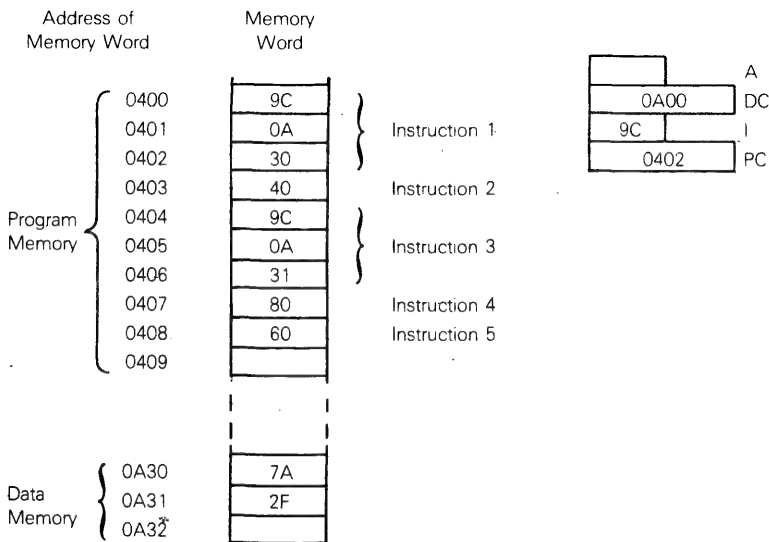 Address of Memory Word
Memory Word
0400 9C
0401 0A
0402 30
Instruction 1
0403 40 Instruction 2
0404 9C
0405 0A
0406 31
Instruction 3
0407 80 Instruction 4
0408 60 Instruction 5
0409
Program Memory
0A30 7A
0A31 2F
0A32
Data Memory
A
0A00 DC
9C I
0402 PC